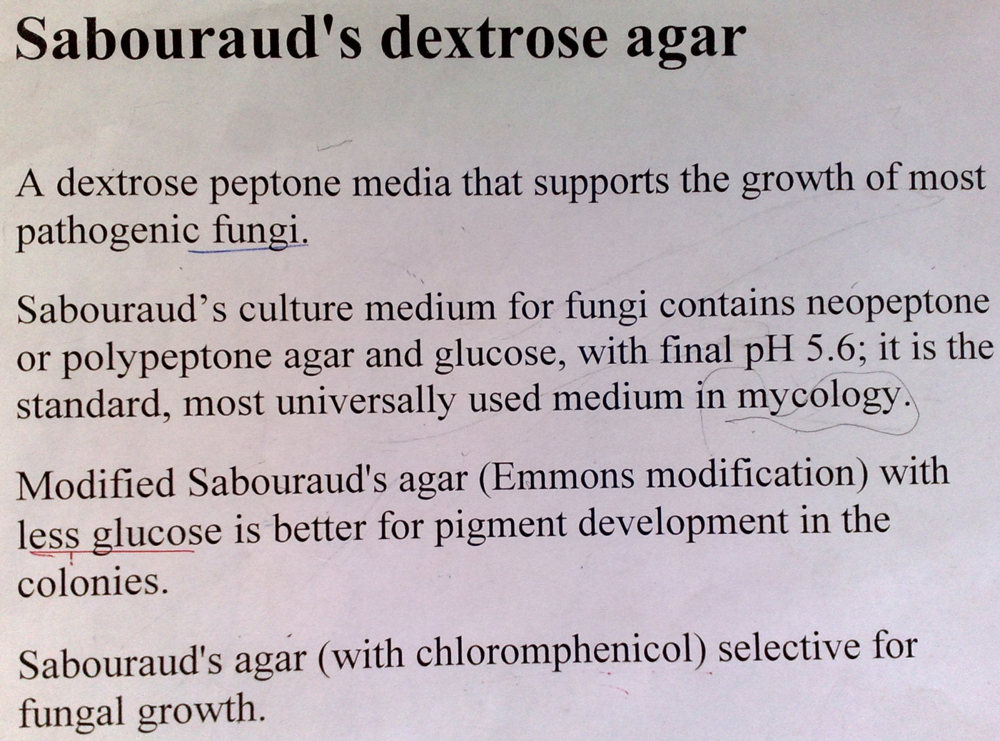 Sabouraud's dextrose agar
A dextrose peptone media that supports the growth of most
pathogenic fungi.
Sabouraud’s culture medium for fungi contains neopeptone
or polypeptone agar and glucose, with final pH 5.6; it is the
standard, most universally used medium in mycology.
Modified Sabouraud's agar (Emmons modification) with
less glucose is better for pigment development in the
colonies.
Sabouraud's agar (with chloromphenicol) selective for
fungal growth.